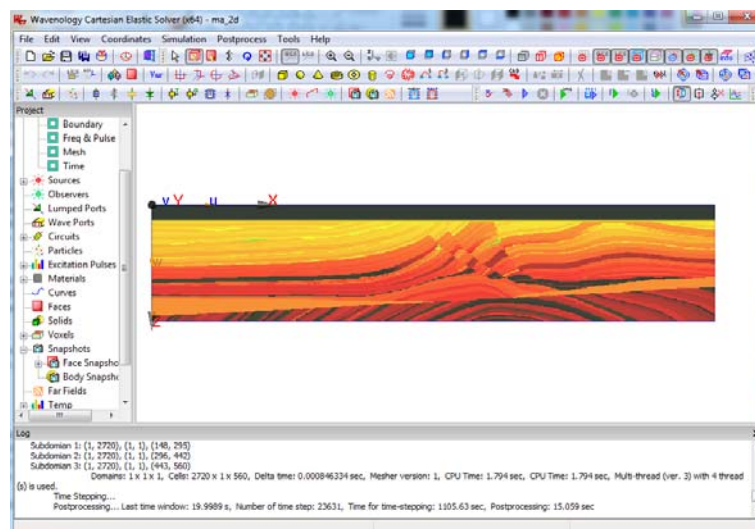 Wavenology Cartesian Elastic Solver (x64) - ma_2d
File Edit View Coordinates Simulation Postprocess Tools Help
Project
Boundary
Freq & Pulse
Mesh
Time
Sources
Observers
Lumped Ports
Wave Ports
Circuits
Particles
Excitation Pulses
Materials
Curves
Faces
Solids
Voxels
Snapshots
Face Snapsho
Body Snapsho
Far Fields
Temp
v Y u X
w
Z
Log
Subdomian 1: (1, 2720), (1, 1), (148, 295)
Subdomian 2: (1, 2720), (1, 1), (296, 442)
Subdomian 3: (1, 2720), (1, 1), (443, 560)
Domains: 1 x 1 x 1, Cells: 2720 x 1 x 560, Delta time: 0.000846334 sec, Mesher version: 1, CPU Time: 1.794 sec, CPU Time: 1.794 sec, Multi-thread (ver. 3) with 4 thread
(s) is used.
Time Stepping...
Postprocessing... Last time window: 19.9989 s, Number of time step: 23631, Time for time-stepping: 1105.63 sec, Postprocessing: 15.059 sec